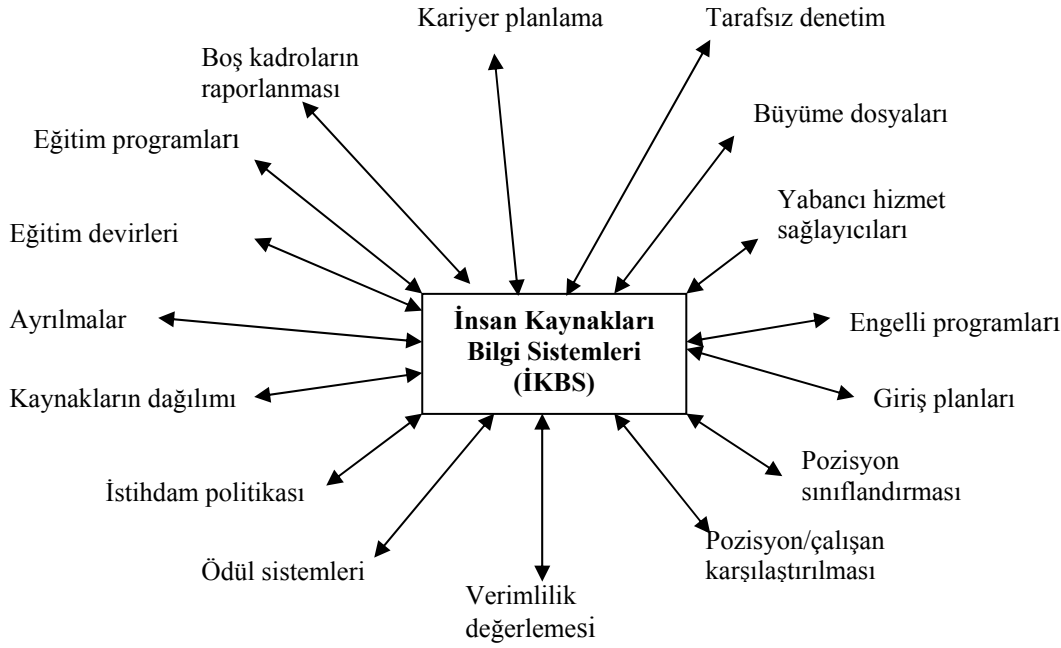 Kariyer planlama
Tarafsız denetim
Boş kadroların
raporlanması
Büyüme dosyaları
Eğitim programları
Yabancı hizmet
sağlayıcıları
Eğitim devirleri
Ayrılmalar
İnsan Kaynakları
Bilgi Sistemleri
(İKBS)
Engelli programları
Kaynakların dağılımı
Giriş planları
İstihdam politikası
Pozisyon
sınıflandırması
Ödül sistemleri
Pozisyon/çalışan
karşılaştırılması
Verimlilik
değerlemesi